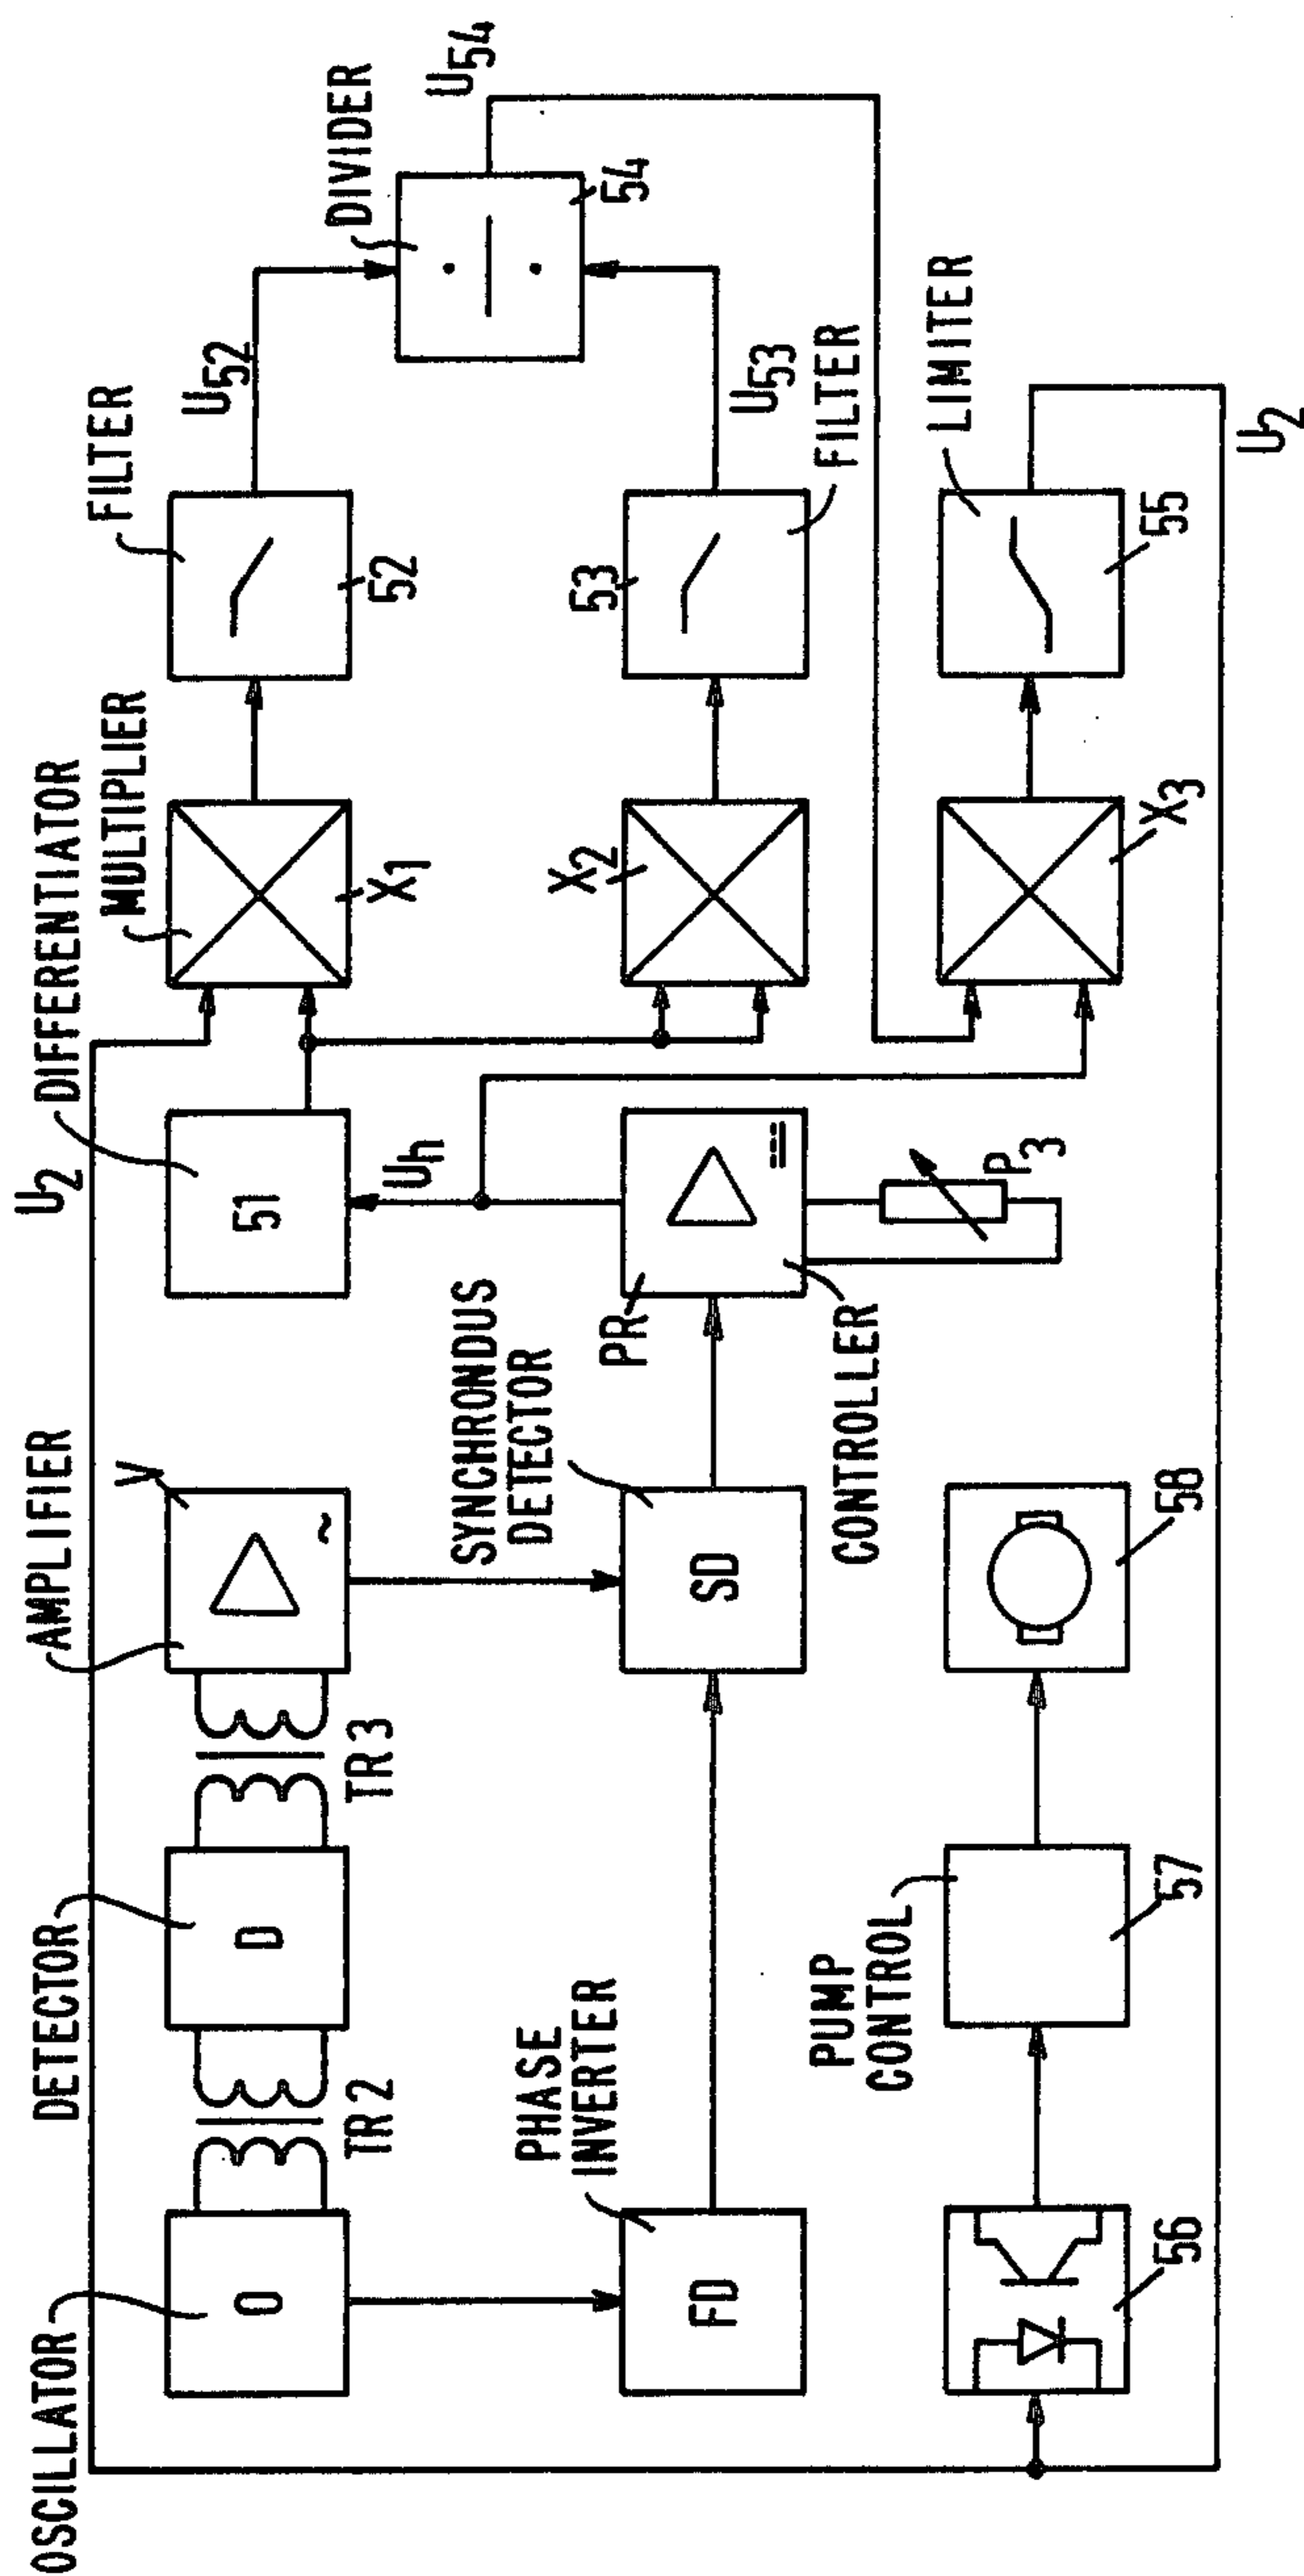 OSCILLATOR
O
DETECTOR
D
TR2
TR3
AMPLIFIER
V
~
U2
DIFFERENTIATOR
51
MULTIPLIER
X1
FILTER
52
U52
DIVIDER
54
U54
PHASE
INVERTER
FD
SYNCHRONDUS
DETECTOR
SD
PR
CONTROLLER
Uh
P3
X2
53
FILTER
U53
56
PUMP
CONTROL
57
58
X3
LIMITER
55
U2